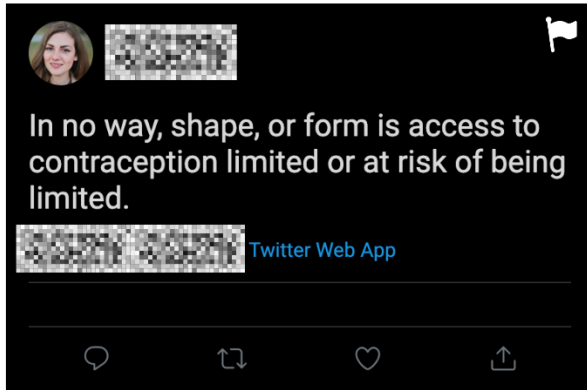 In no way, shape, or form is access to
contraception limited or at risk of being
limited.
Twitter Web App